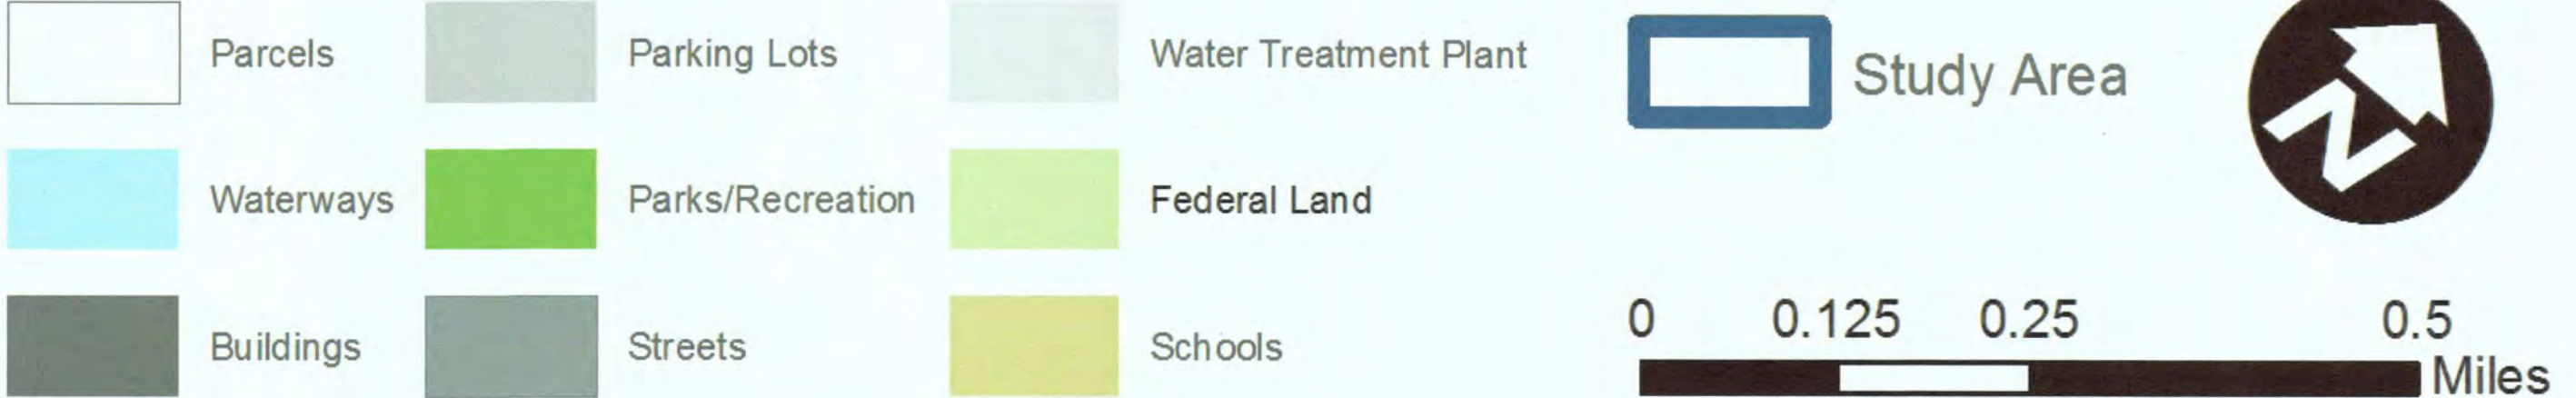 Parcels
Parking Lots
Water Treatment Plant
Study Area
N
Waterways
Parks/Recreation
Federal Land
Buildings
Streets
Schools
0 0.125 0.25 0.5
Miles